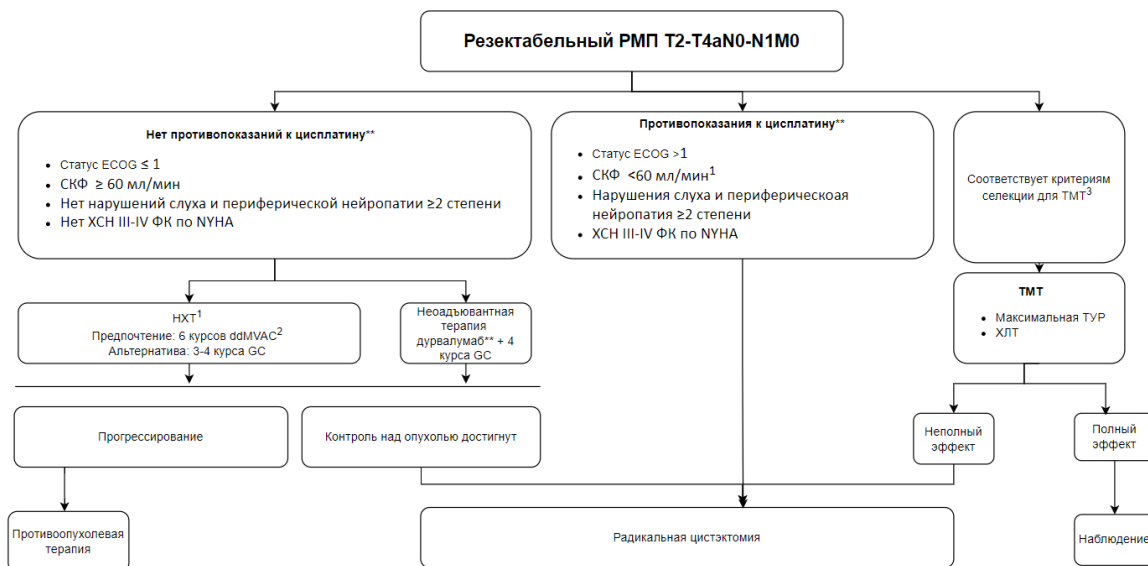 Резектабельный РМП T2-T4aN0-N1M0
Нет противопоказаний к цисплатину**
• Статус ECOG ≤ 1
• СКФ ≥ 60 мл/мин
• Нет нарушений слуха и периферической нейропатии ≥2 степени
• Нет ХСН III-IV ФК по NYHA
Противопоказания к цисплатину**
• Статус ECOG >1
• СКФ <60 мл/мин¹
• Нарушения слуха и периферическоая
нейропатия ≥2 степени
• ХСН III-IV ФК по NYHA
Соответствует критериям
селекции для ТМТ³
НХТ¹
Предпочтение: 6 курсов ddMVAC²
Альтернатива: 3-4 курса GC
Неоадъювантная
терапия
дурвалумаб** + 4
курса GC
ТМТ
• Максимальная ТУР
• ХЛТ
Прогрессирование
Контроль над опухолью достигнут
Неполный
эффект
Полный
эффект
Противоопухолевая
терапия
Радикальная цистэктомия
Наблюдение